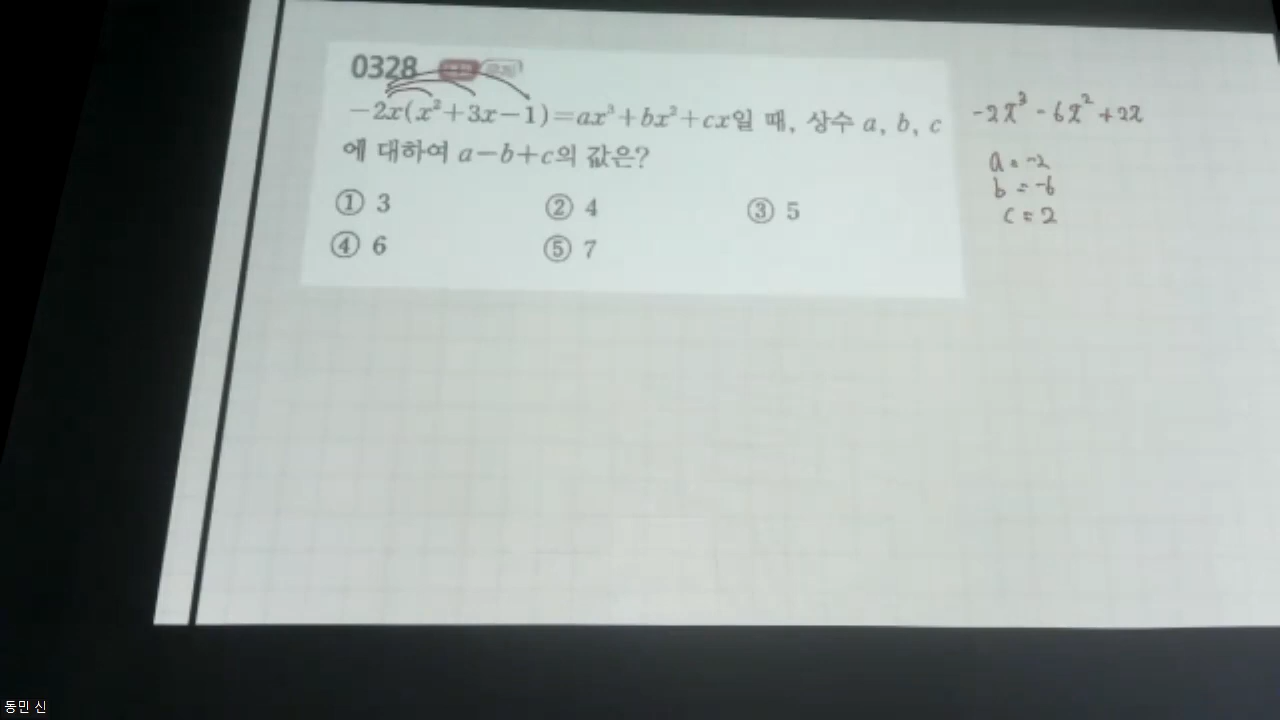 0328
−2x(x²+3x−1)=ax³+bx²+cx일 때, 상수 a, b, c
에 대하여 a−b+c의 값은?
① 3 ② 4 ③ 5
④ 6 ⑤ 7
-2x³ - 6x² + 2x
a = -2
b = -6
c = 2
동민 신